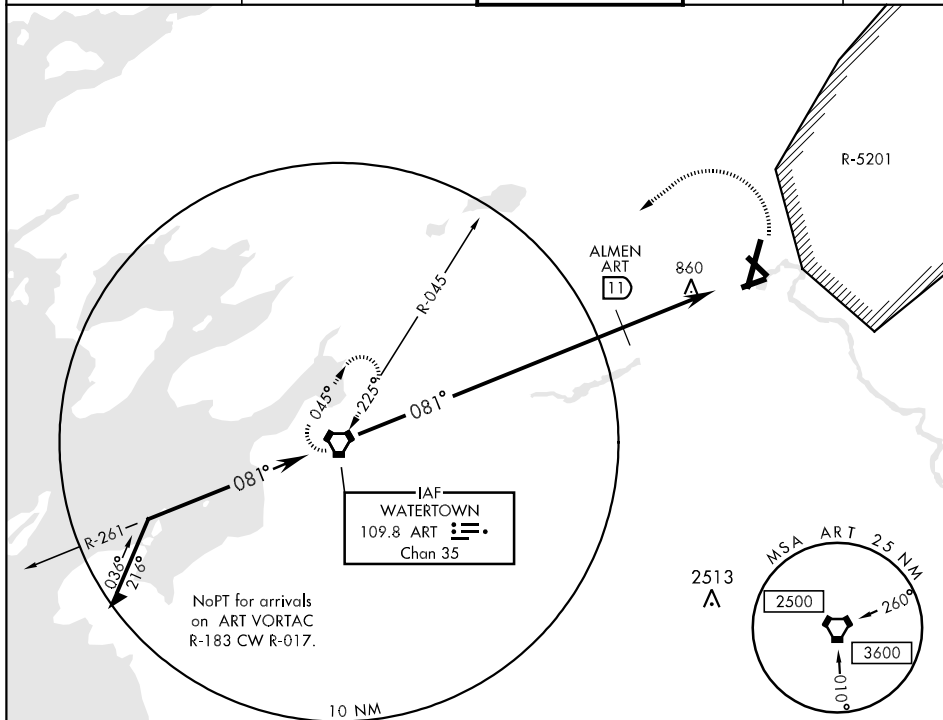 R-5201
ALMEN
ART
11
860
R-045
045°
225°
081°
081°
IAF
WATERTOWN
109.8 ART
Chan 35
R-261
036°
216°
NoPT for arrivals
on ART VORTAC
R-183 CW R-017.
10 NM
2513
MSA ART 25 NM
2500
260°
3600
010°